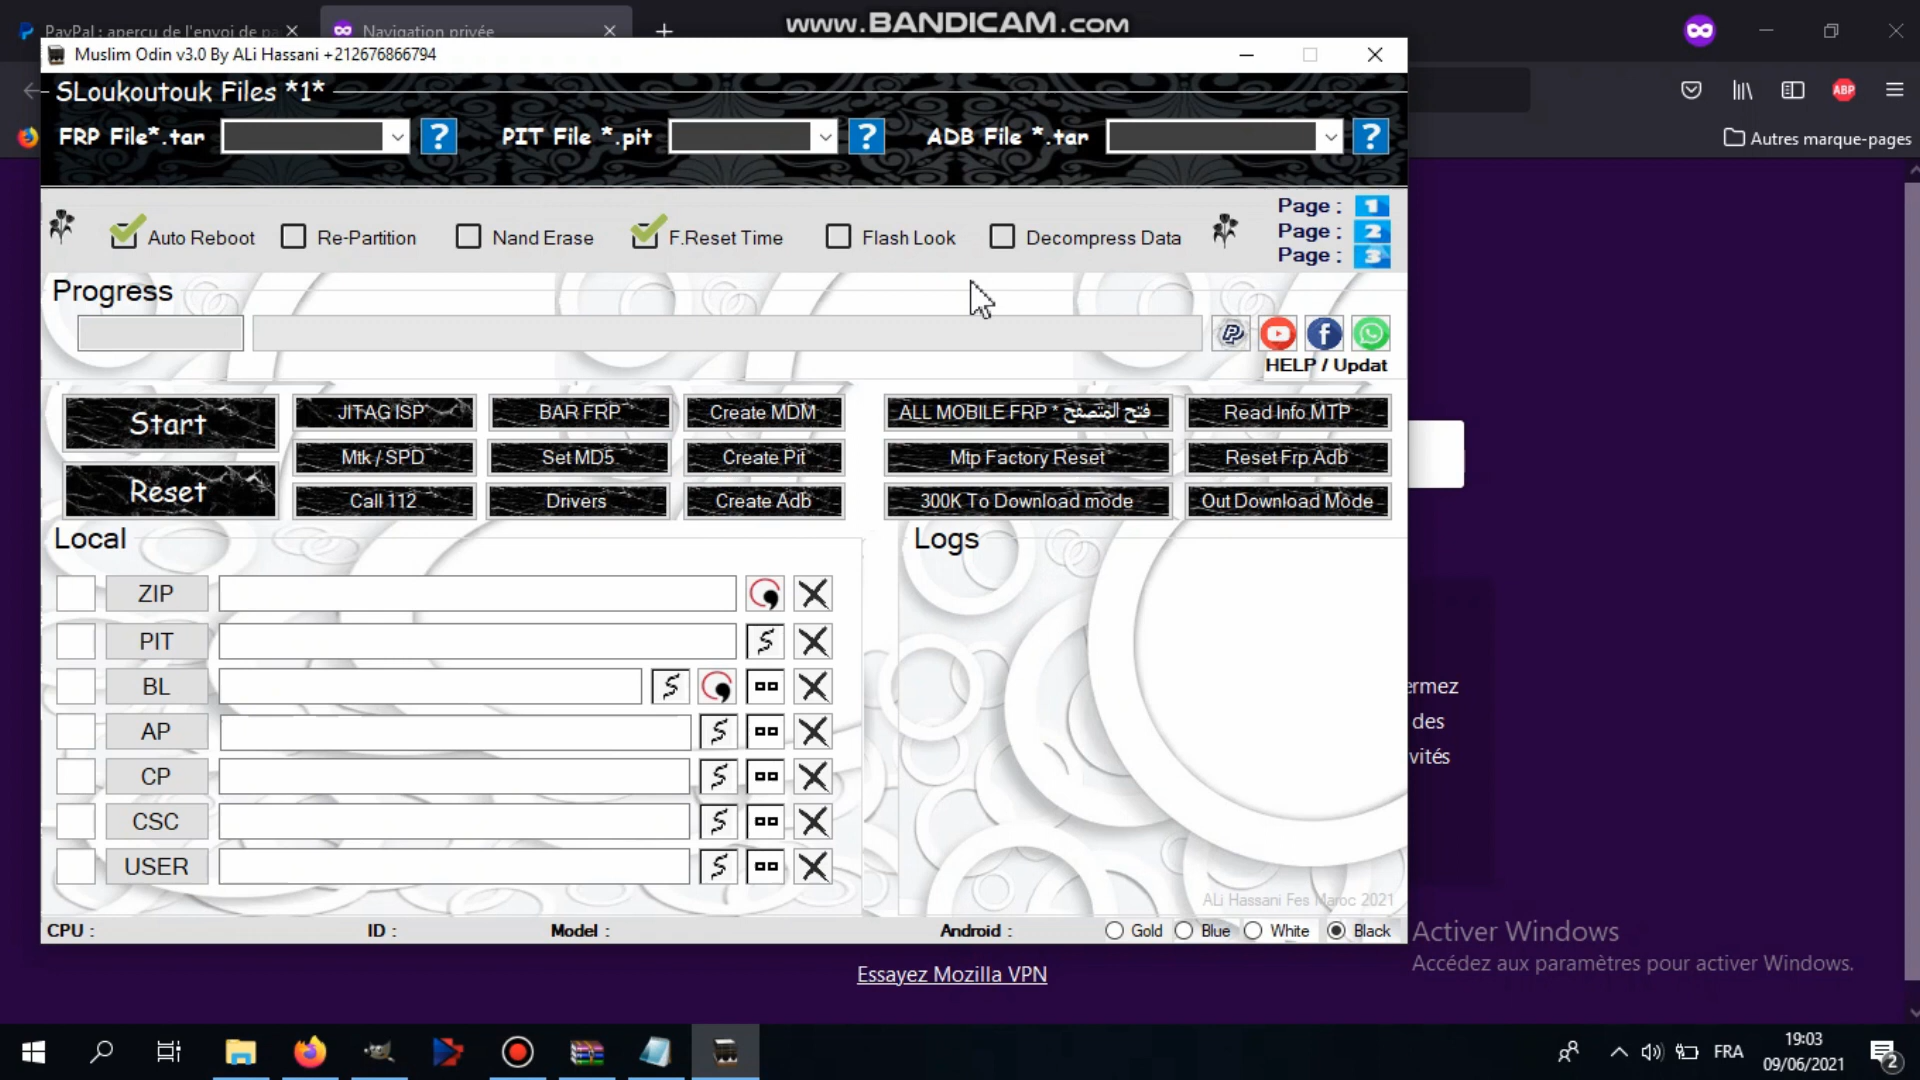 www.BANDICAM.com
PayPal : aperçu de l'envoi de pa
Navigation privée
Muslim Odin v3.0 By ALi Hassani +212676866794
SLoukoutouk Files *1*
FRP File*.tar
?
PIT File *.pit
?
ADB File *.tar
?
ABP
Autres marque-pages
Auto Reboot
Re-Partition
Nand Erase
F.Reset Time
Flash Look
Decompress Data
Page : 1
Page : 2
Page : 3
Progress
HELP / Updat
Start
JITAG ISP
BAR FRP
Create MDM
ALL MOBILE FRP * فتح المتصفح
Read Info MTP
Mtk / SPD
Set MD5
Create Pit
Mtp Factory Reset
Reset Frp Adb
Reset
Call 112
Drivers
Create Adb
300K To Download mode
Out Download Mode
Local
Logs
ZIP
PIT
BL
AP
CP
CSC
USER
ermez
des
vités
ALi Hassani Fes Maroc 2021
CPU :
ID :
Model :
Android :
Gold
Blue
White
Black
Activer Windows
Accédez aux paramètres pour activer Windows.
Essayez Mozilla VPN
FRA
19:03
09/06/2021
2